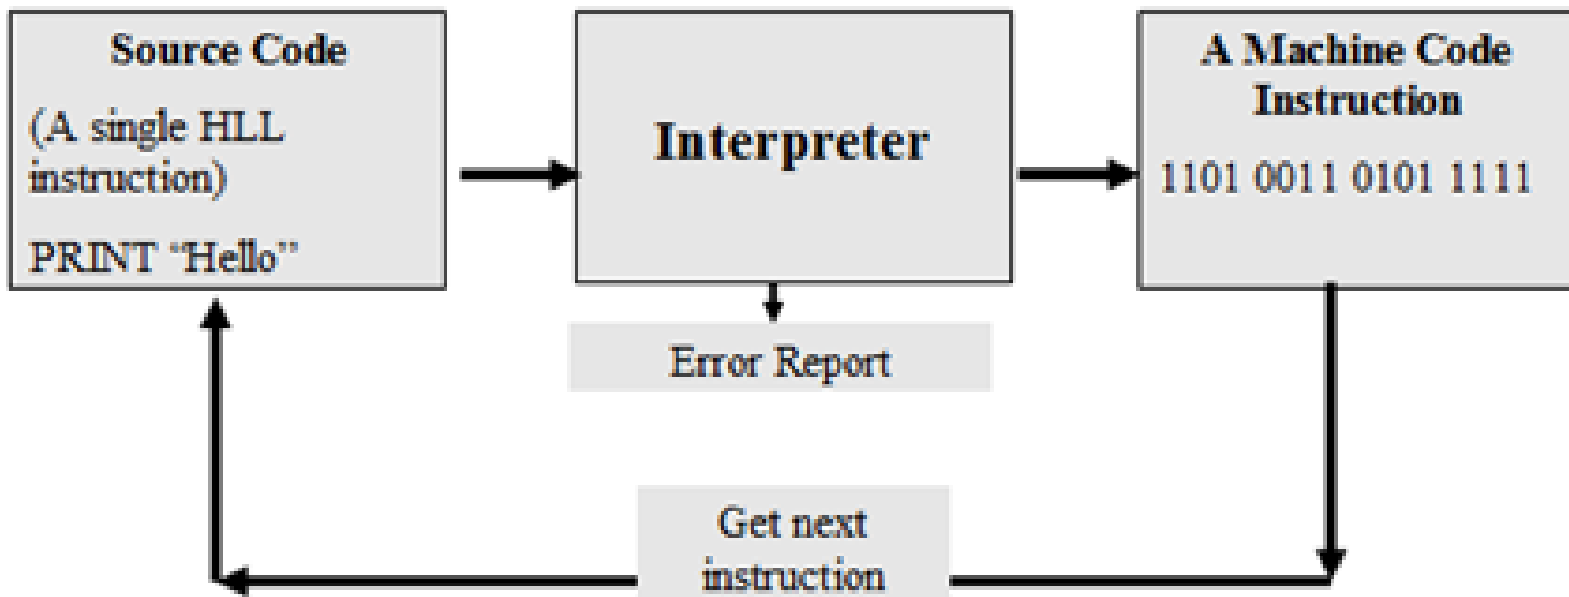 Source Code
(A single HLL
instruction)
PRINT “Hello”
Interpreter
Error Report
A Machine Code
Instruction
1101 0011 0101 1111
Get next
instruction